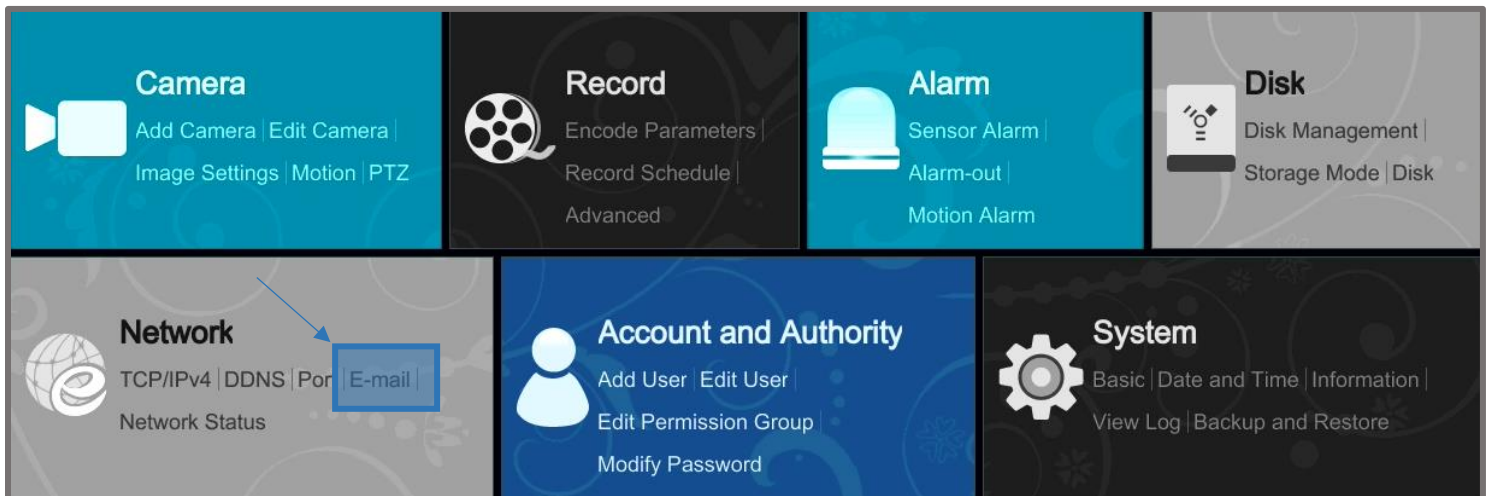 Camera
Add Camera | Edit Camera |
Image Settings | Motion | PTZ
Record
Encode Parameters |
Record Schedule |
Advanced
Alarm
Sensor Alarm |
Alarm-out |
Motion Alarm
Disk
Disk Management |
Storage Mode | Disk
Network
TCP/IPv4 | DDNS | Por | E-mail |
Network Status
Account and Authority
Add User | Edit User |
Edit Permission Group |
Modify Password
System
Basic | Date and Time | Information |
View Log | Backup and Restore